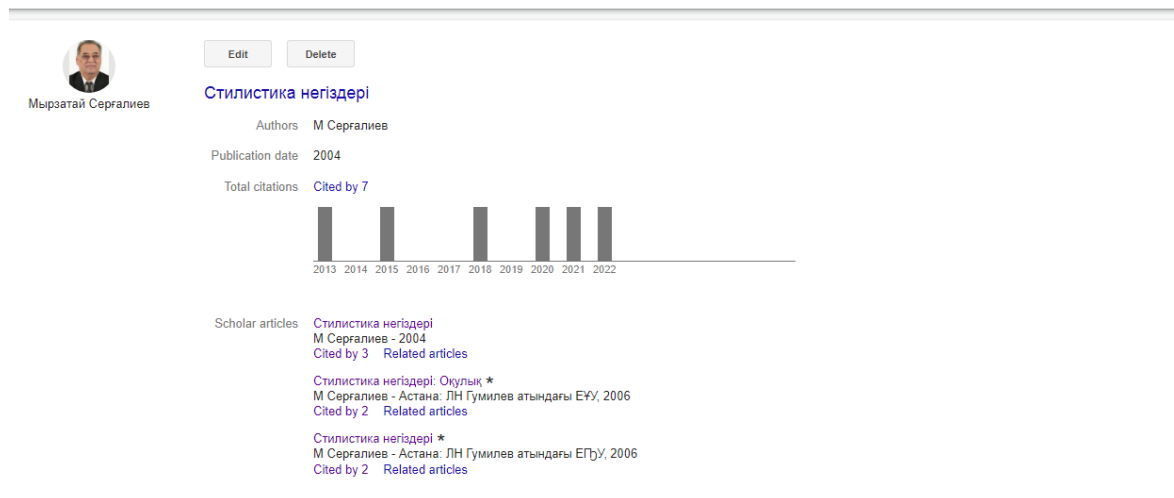 Edit Delete
Мырзатай Серғалиев
Стилистика негіздері
Authors М Серғалиев
Publication date 2004
Total citations Cited by 7
2013 2014 2015 2016 2017 2018 2019 2020 2021 2022
Scholar articles Стилистика негіздері
М Серғалиев - 2004
Cited by 3 Related articles
Стилистика негіздері: Оқулық *
М Серғалиев - Астана: ЛН Гумилев атындағы ЕҰУ, 2006
Cited by 2 Related articles
Стилистика негіздері *
М Серғалиев - Астана: ЛН Гумилев атындағы ЕҦУ, 2006
Cited by 2 Related articles